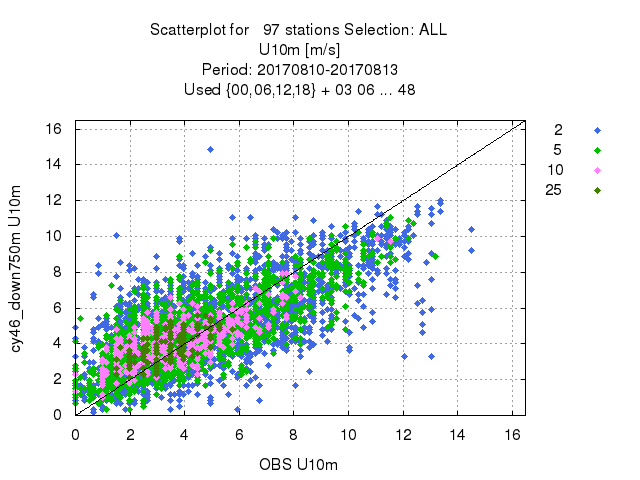 Scatterplot for 97 stations Selection: ALL
U10m [m/s]
Period: 20170810-20170813
Used {00,06,12,18} + 03 06 ... 48
16
14
12
10
8
6
4
2
0
cy46_down750m U10m
0 2 4 6 8 10 12 14 16
OBS U10m
2
5
10
25